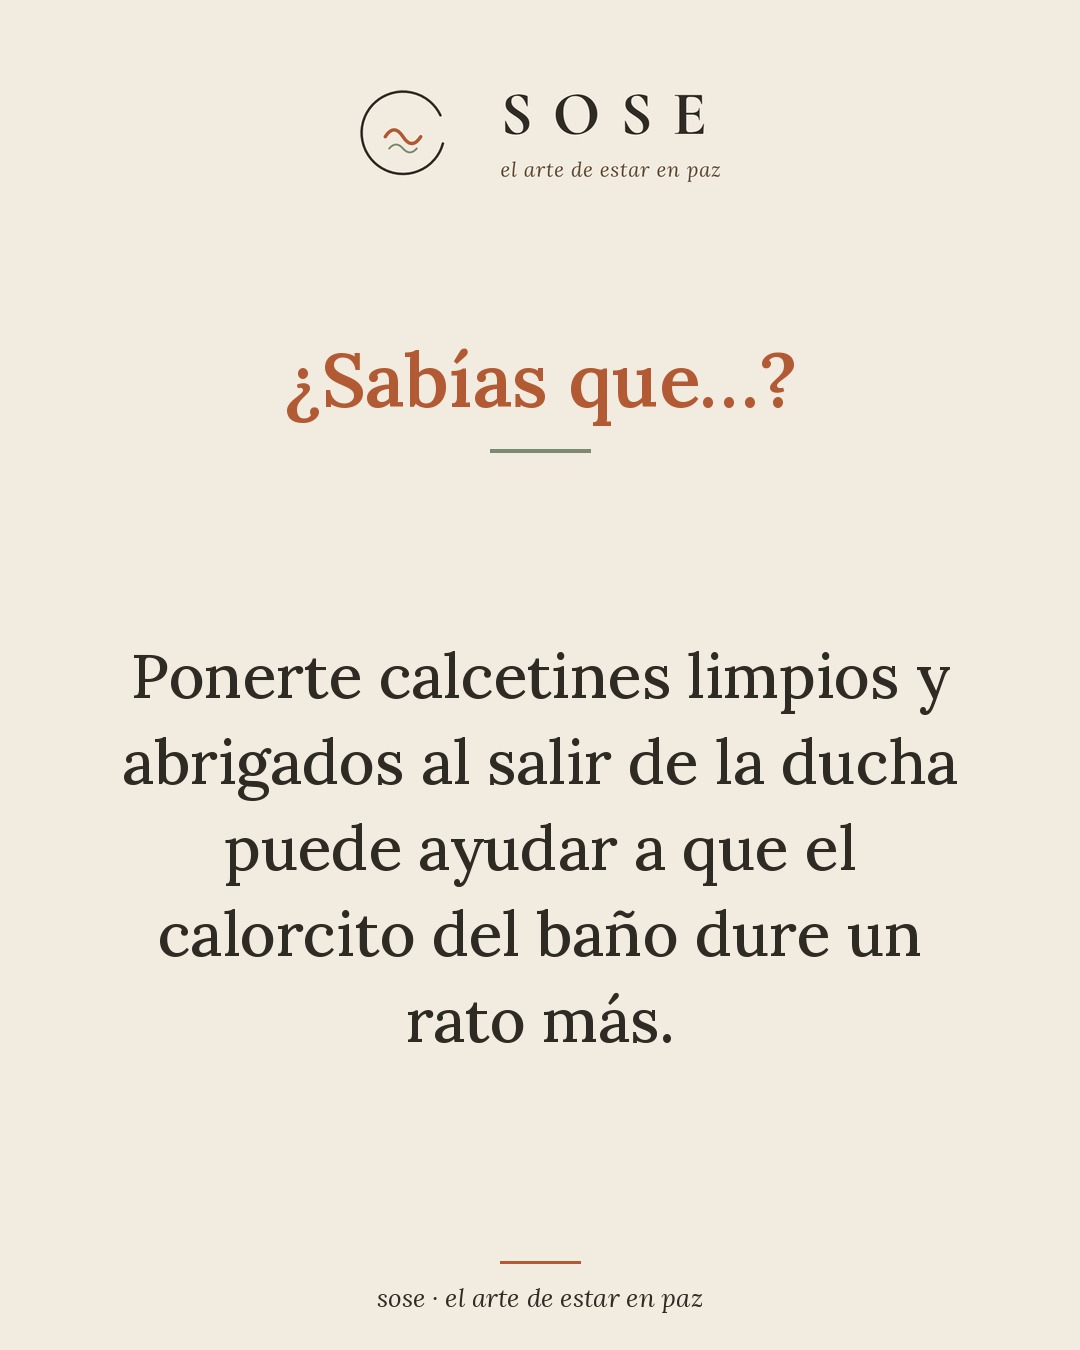 SOSE
el arte de estar en paz
¿Sabías que...?
Ponerte calcetines limpios y
abrigados al salir de la ducha
puede ayudar a que el
calorcito del baño dure un
rato más.
sose · el arte de estar en paz